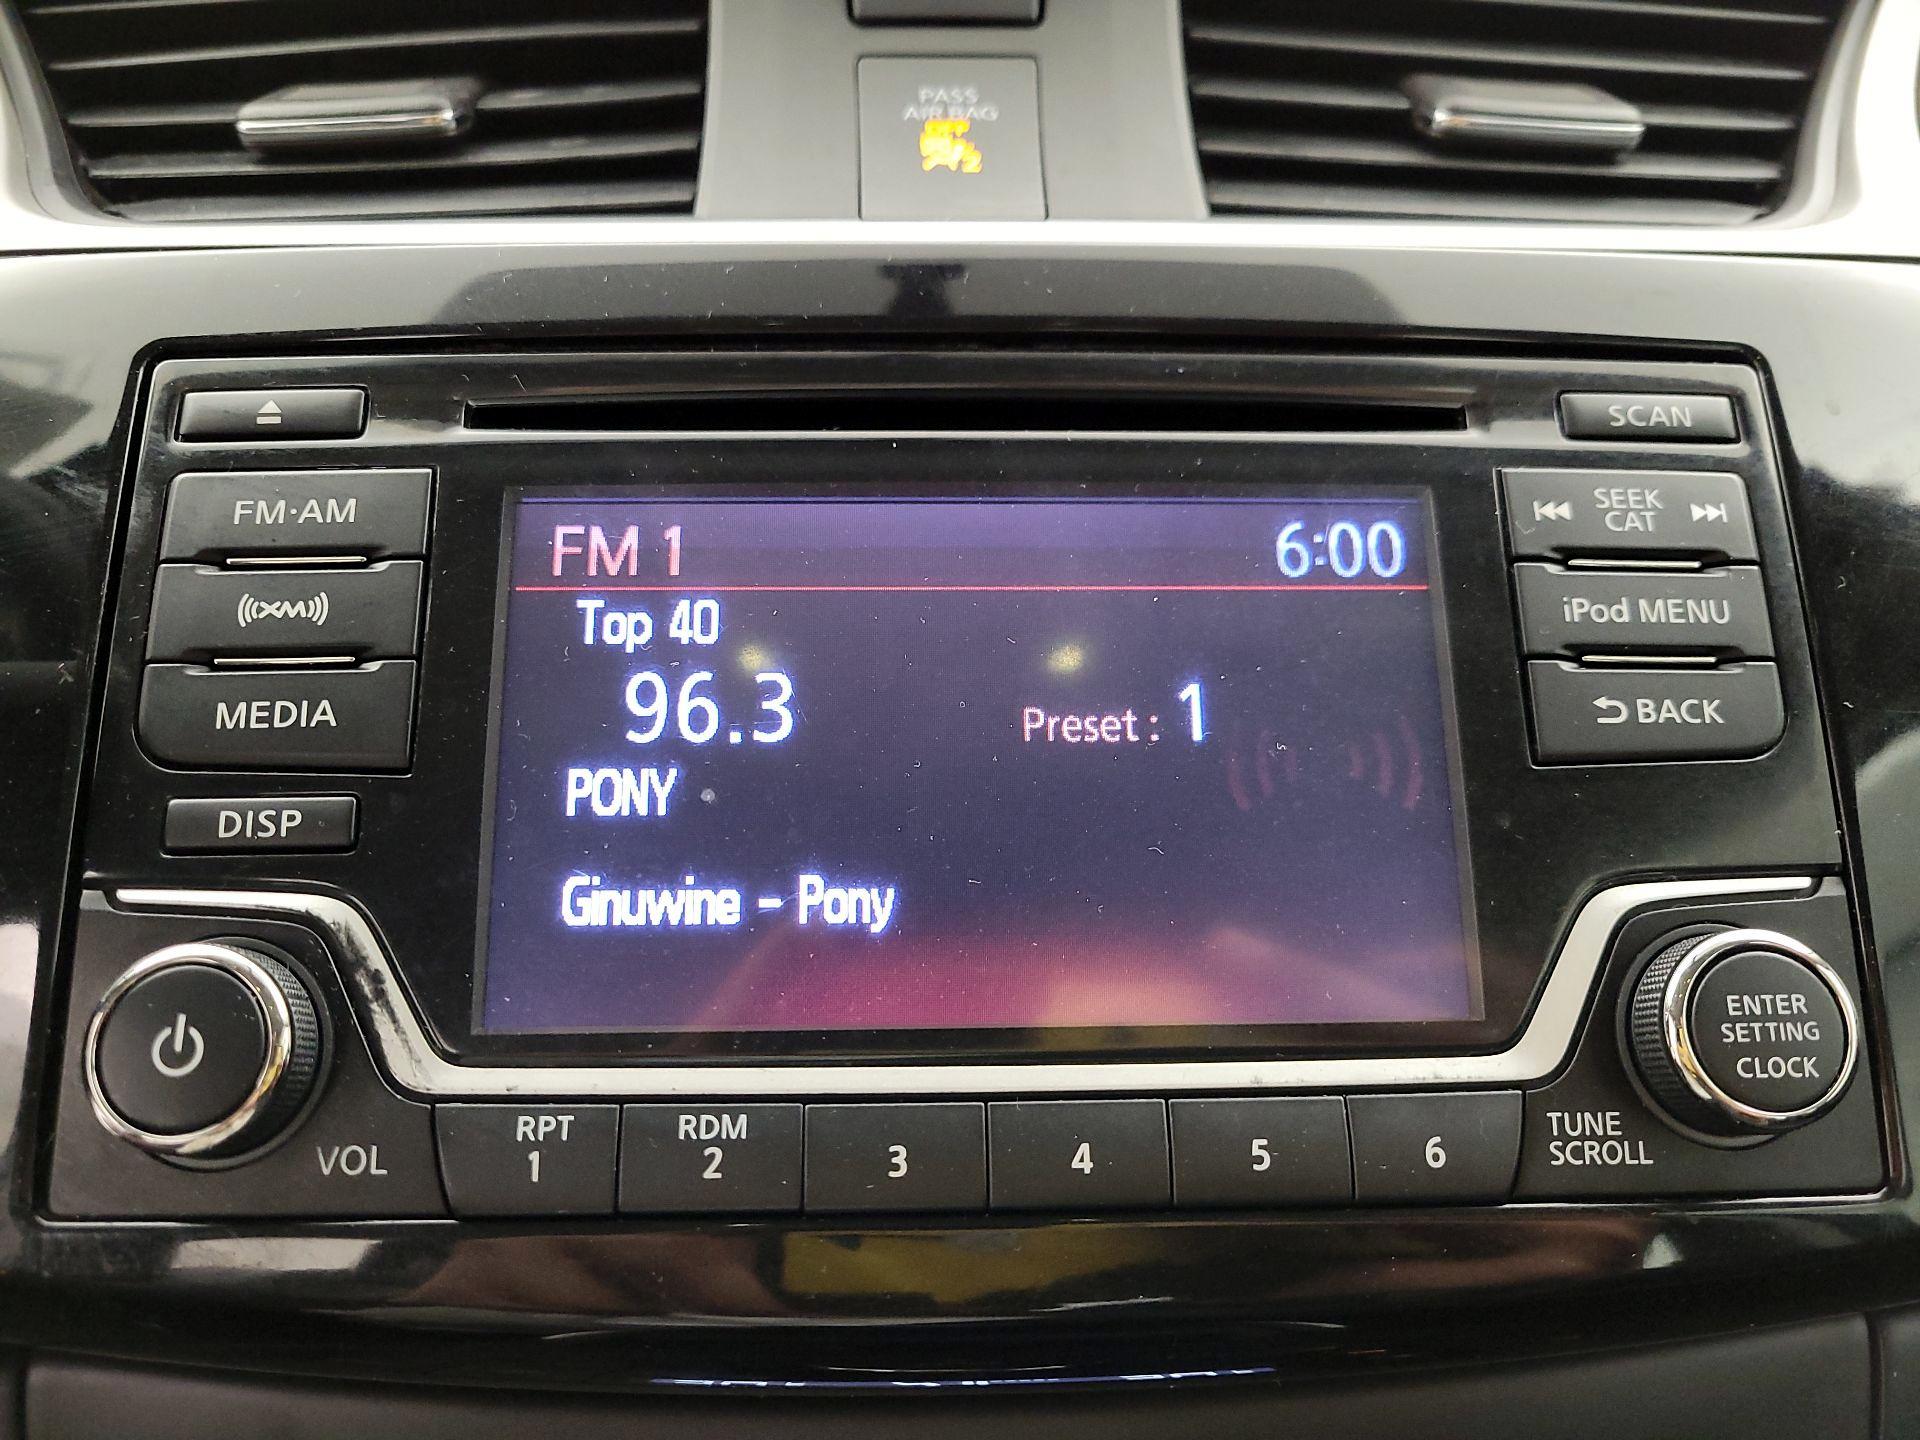 PASS
AIR BAG
OFF
SCAN
FM·AM
XM
MEDIA
DISP
FM 1 6:00
Top 40
96.3 Preset : 1
PONY
Ginuwine - Pony
SEEK
CAT
iPod MENU
BACK
VOL
RPT
1
RDM
2
3
4
5
6
TUNE
SCROLL
ENTER
SETTING
CLOCK